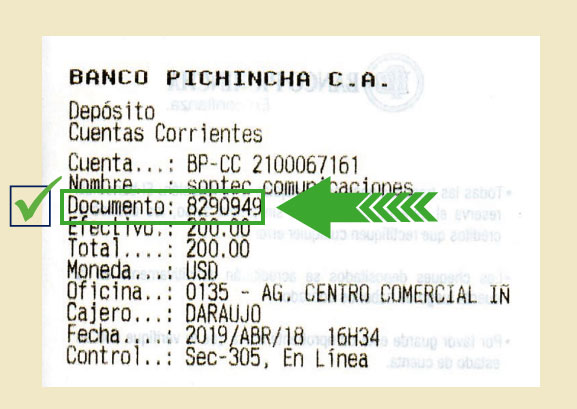 BANCO PICHINCHA C.A.
Depósito
Cuentas Corrientes
Cuenta...: BP-CC 2100067161
Nombre...: soptec comunicaciones
Documento: 8290949
Efectivo.: 200.00
Total....: 200.00
Moneda...: USD
Oficina..: 0135 - AG. CENTRO COMERCIAL IÑ
Cajero...: DARAUJO
Fecha....: 2019/ABR/18 16H34
Control..: Sec-305, En Línea